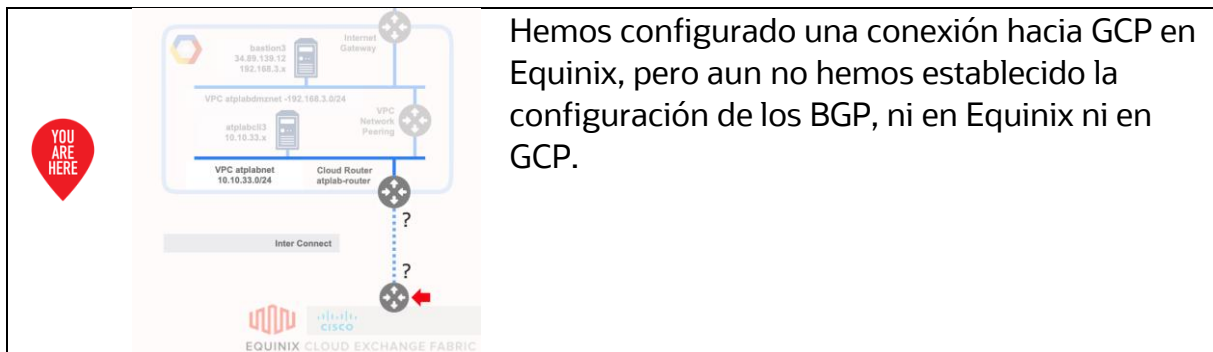 YOU
ARE
HERE
Internet
Gateway
bastion3
34.89.139.12
192.168.3.x
VPC atplabdmznet -192.168.3.0/24
VPC
Network
Peering
atplabcli3
10.10.33.x
VPC atplabnet
10.10.33.0/24
Cloud Router
atplab-router
?
Inter Connect
?
cisco
EQUINIX CLOUD EXCHANGE FABRIC
Hemos configurado una conexión hacia GCP en
Equinix, pero aun no hemos establecido la
configuración de los BGP, ni en Equinix ni en
GCP.